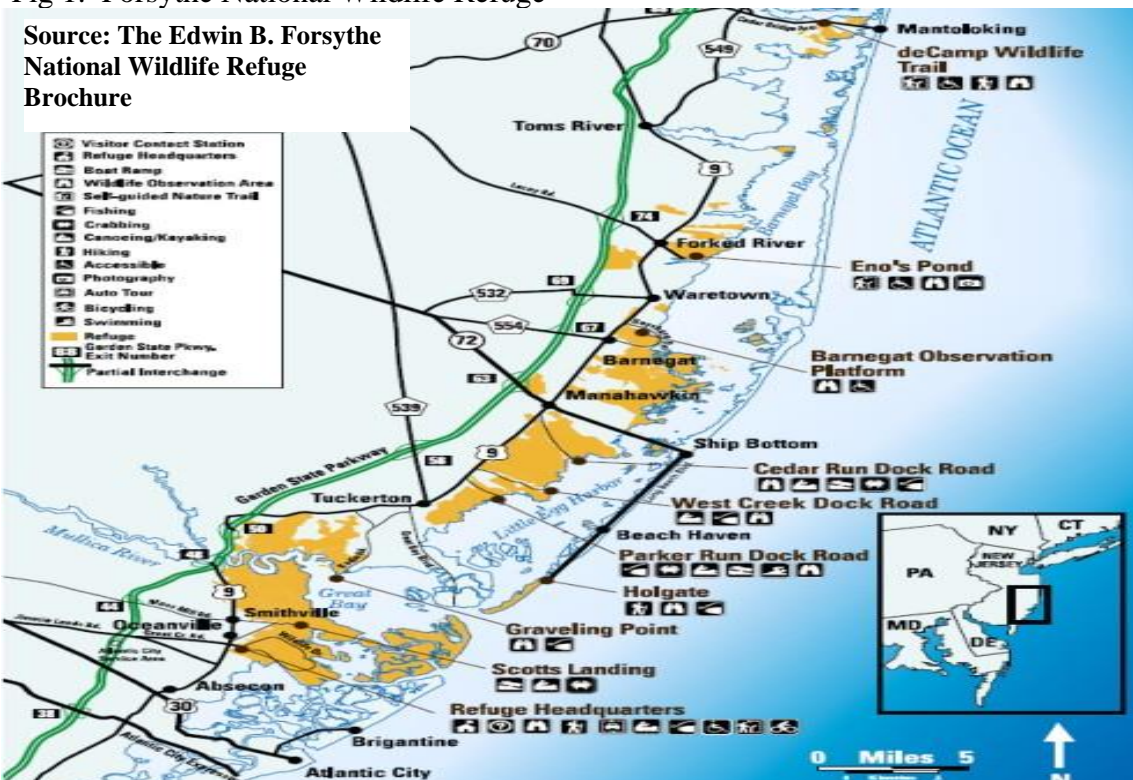 Fig 1. Forsythe National Wildlife Refuge
Source: The Edwin B. Forsythe
National Wildlife Refuge
Brochure
Visitor Contact Station
Refuge Headquarters
Boat Ramp
Wildlife Observation Area
Self-guided Nature Trail
Fishing
Crabbing
Canoeing/Kayaking
Hiking
Accessible
Photography
Auto Tour
Bicycling
Swimming
Refuge
Garden State Pkwy.
Exit Number
Partial Interchange
70
549
Mantoloking
deCamp Wildlife
Trail
Toms River
9
ATLANTIC OCEAN
Lacey Rd.
74
Barnegat Bay
Forked River
Eno's Pond
69
532
Waretown
554
67
72
Barnegat
Barnegat Observation
Platform
63
Manahawkin
539
9
Ship Bottom
58
Garden State Parkway
Cedar Run Dock Road
Tuckerton
West Creek Dock Road
Little Egg Harbor
50
Beach Haven
Mullica River
48
Parker Run Dock Road
Great
Bay
Holgate
9
44
Smithville
Oceanville
Graveling Point
Atlantic City
Service Area
Scotts Landing
Absecon
30
Refuge Headquarters
38
Brigantine
Atlantic City
NY
CT
PA
NEW
JERSEY
MD
DE
0 Miles 5